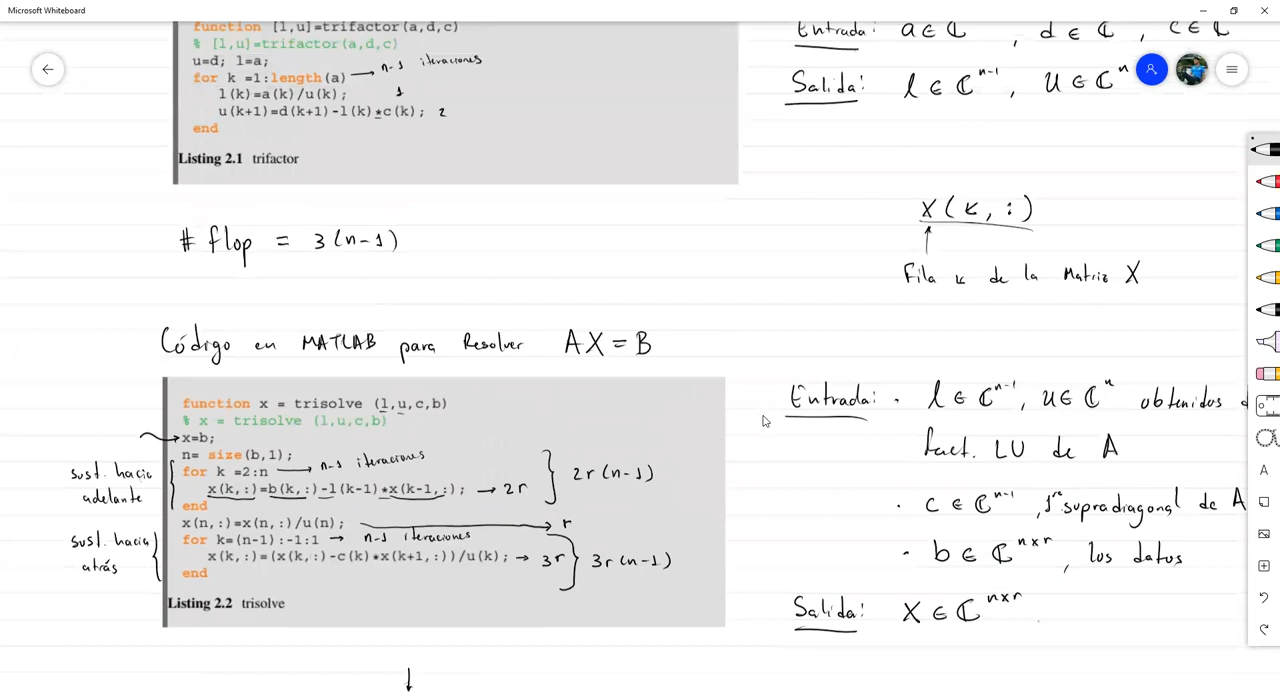 Microsoft Whiteboard
function [l,u]=trifactor(a,d,c)
% [l,u]=trifactor(a,d,c)
u=d; l=a;
for k =1:length(a) → n-1 iteraciones
l(k)=a(k)/u(k); 1
u(k+1)=d(k+1)-l(k)*c(k); 2
end
Listing 2.1 trifactor
Entrada: a ∈ ℂ , d ∈ ℂ , c ∈ ℂ
Salida: l ∈ ℂ^{n-1} , U ∈ ℂ^n
# flop = 3(n-1)
X(k,:)
Fila k de la Matriz X
Código en MATLAB para Resolver AX = B
function x = trisolve (l,u,c,b)
% x = trisolve (l,u,c,b)
x=b;
n= size(b,1);
for k =2:n → n-1 iteraciones
x(k,:)=b(k,:)-l(k-1)*x(k-1,:); → 2r
end
x(n,:)=x(n,:)/u(n); → r
for k=(n-1):-1:1 → n-1 iteraciones
x(k,:)=(x(k,:)-c(k)*x(k+1,:))/u(k); → 3r
end
Listing 2.2 trisolve
sust. hacia
adelante
sust. hacia
atrás
2r(n-1)
3r(n-1)
Entrada: · l ∈ ℂ^{n-1}, u ∈ ℂ^n obtenidos
fact. LU de A
· c ∈ ℂ^{n-1}, 1ra supradiagonal de A
· b ∈ ℂ^{n×r}, los datos
Salida: X ∈ ℂ^{n×r}
A